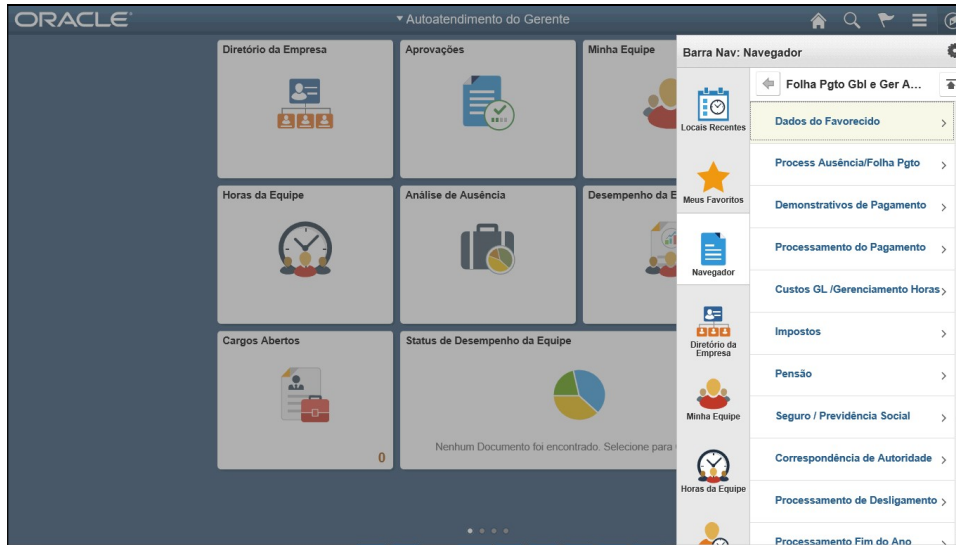 ORACLE
Autoatendimento do Gerente
Diretório da Empresa
Aprovações
Minha Equipe
Horas da Equipe
Análise de Ausência
Desempenho da E
Cargos Abertos
0
Status de Desempenho da Equipe
Nenhum Documento foi encontrado. Selecione para
Barra Nav: Navegador
Locais Recentes
Meus Favoritos
Navegador
Diretório da
Empresa
Minha Equipe
Horas da Equipe
Folha Pgto Gbl e Ger A...
Dados do Favorecido
Process Ausência/Folha Pgto
Demonstrativos de Pagamento
Processamento do Pagamento
Custos GL /Gerenciamento Horas
Impostos
Pensão
Seguro / Previdência Social
Correspondência de Autoridade
Processamento de Desligamento
Processamento Fim do Ano